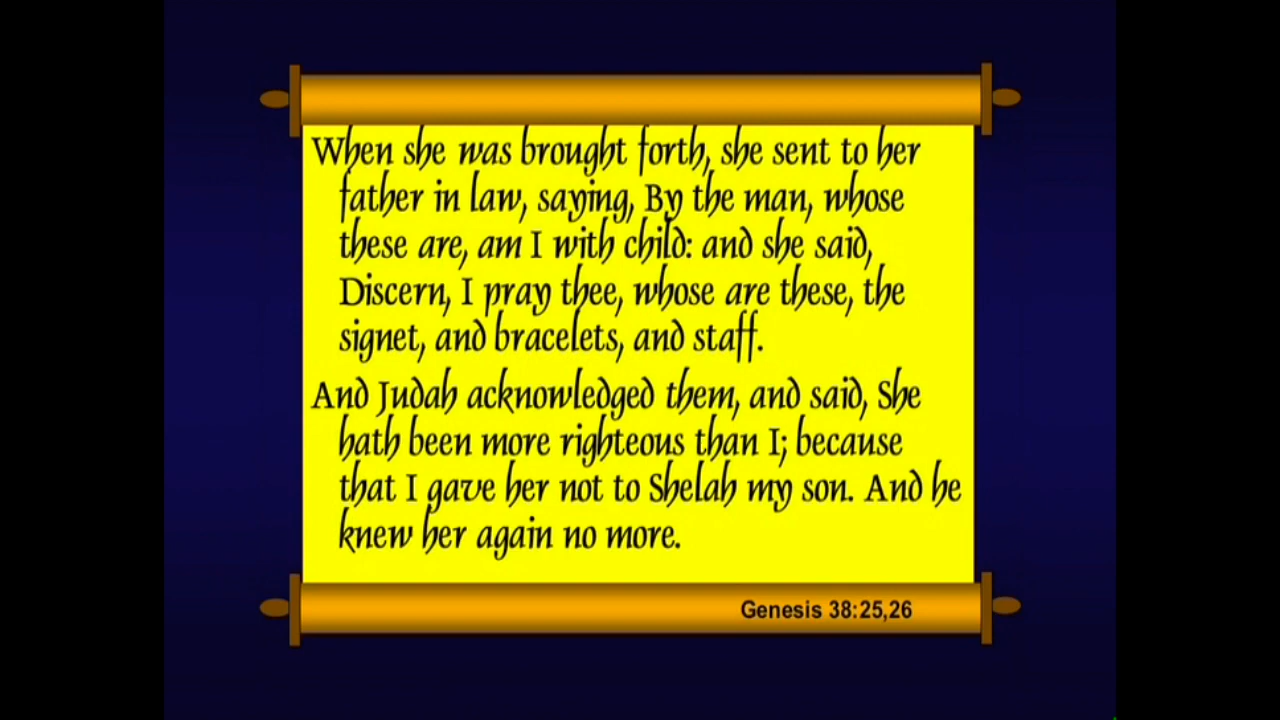 When she was brought forth, she sent to her
father in law, saying, By the man, whose
these are, am I with child: and she said,
Discern, I pray thee, whose are these, the
signet, and bracelets, and staff.
And Judah acknowledged them, and said, She
hath been more righteous than I; because
that I gave her not to Shelah my son. And he
knew her again no more.
Genesis 38:25,26